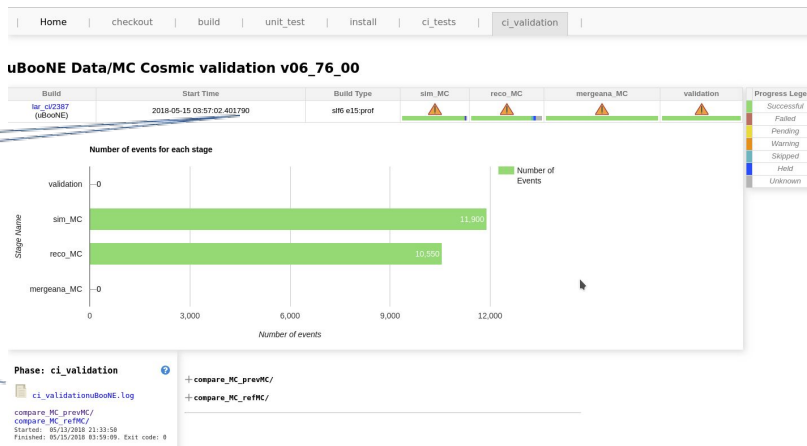 | Home | checkout | build | unit_test | install | ci_tests | ci_validation |
uBooNE Data/MC Cosmic validation v06_76_00
Build Start Time Build Type sim_MC reco_MC mergeana_MC validation Progress Lege
lar_ci/2387 (uBooNE) 2018-05-15 03:57:02.401790 slf6 e15:prof
Successful
Failed
Pending
Warning
Skipped
Held
Unknown
Number of events for each stage
Number of
Events
Stage Name
validation 0
sim_MC 11,900
reco_MC 10,550
mergeana_MC 0
0 3,000 6,000 9,000 12,000
Number of events
Phase: ci_validation ?
ci_validationuBooNE.log
compare_MC_prevMC/
compare_MC_refMC/
Started: 05/13/2018 21:33:50
Finished: 05/15/2018 03:59:09. Exit code: 0
+compare_MC_prevMC/
+compare_MC_refMC/